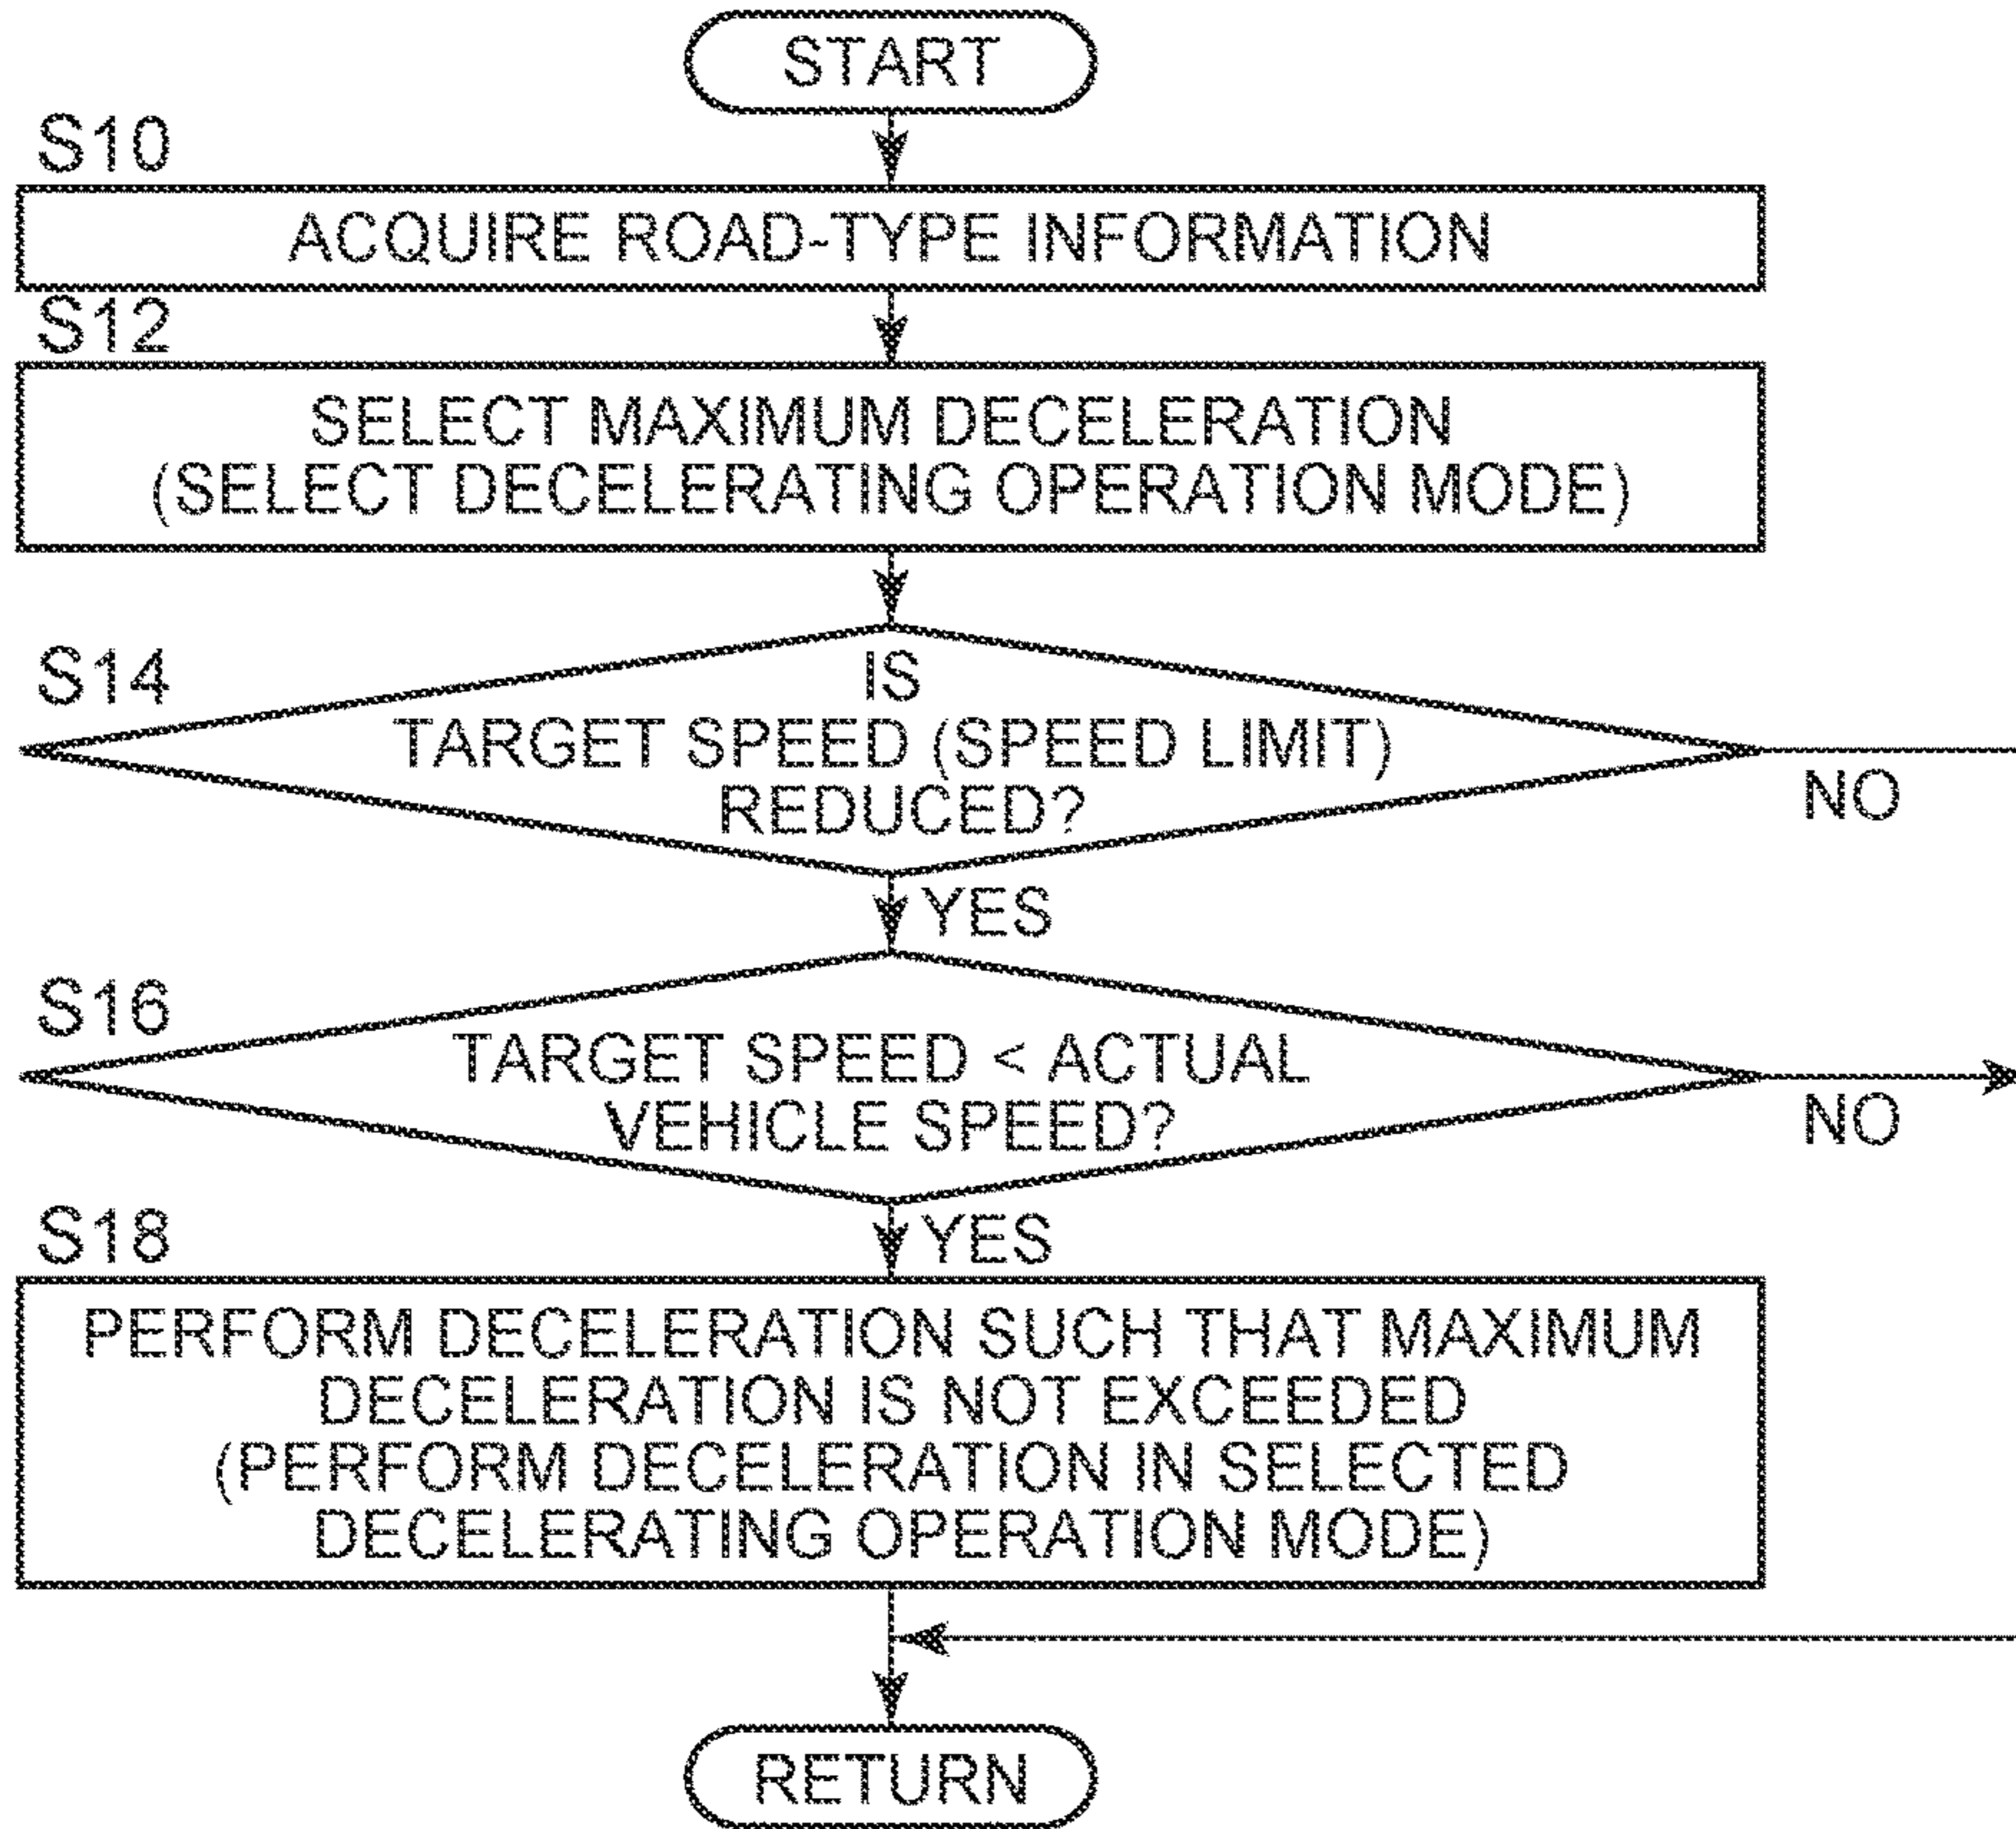 START
S10
ACQUIRE ROAD-TYPE INFORMATION
S12
SELECT MAXIMUM DECELERATION
(SELECT DECELERATING OPERATION MODE)
S14
IS
TARGET SPEED (SPEED LIMIT)
REDUCED?
NO
YES
S16
TARGET SPEED < ACTUAL
VEHICLE SPEED?
NO
YES
S18
PERFORM DECELERATION SUCH THAT MAXIMUM
DECELERATION IS NOT EXCEEDED
(PERFORM DECELERATION IN SELECTED
DECELERATING OPERATION MODE)
RETURN